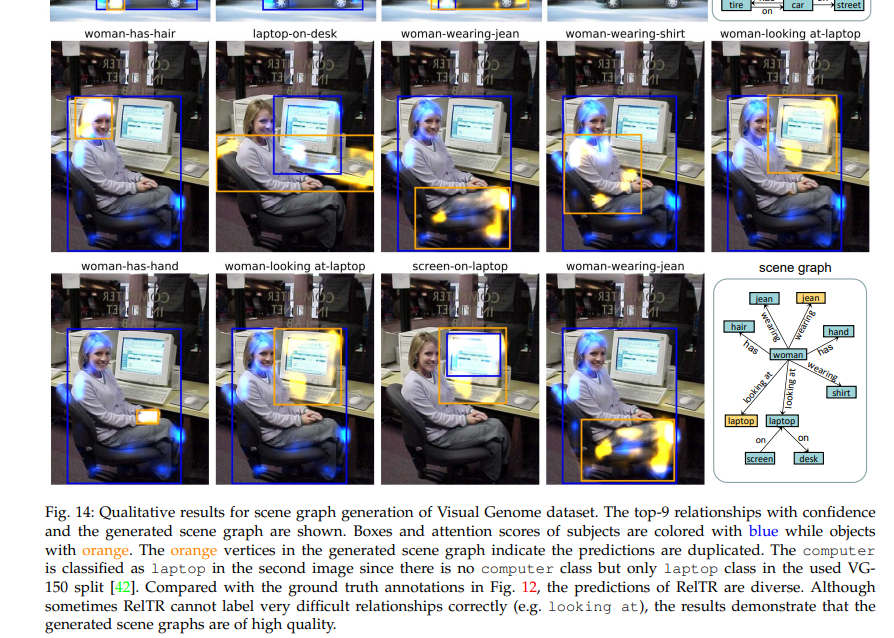 tire
has
car
on
street
on
woman-has-hair
laptop-on-desk
woman-wearing-jean
woman-wearing-shirt
woman-looking at-laptop
woman-has-hand
woman-looking at-laptop
screen-on-laptop
woman-wearing-jean
scene graph
jean
jean
hair
wearing
wearing
hand
has
woman
has
looking at
looking at
wearing
shirt
laptop
laptop
on
on
screen
desk
Fig. 14: Qualitative results for scene graph generation of Visual Genome dataset. The top-9 relationships with confidence
and the generated scene graph are shown. Boxes and attention scores of subjects are colored with blue while objects
with orange. The orange vertices in the generated scene graph indicate the predictions are duplicated. The computer
is classified as laptop in the second image since there is no computer class but only laptop class in the used VG-
150 split [42]. Compared with the ground truth annotations in Fig. 12, the predictions of RelTR are diverse. Although
sometimes RelTR cannot label very difficult relationships correctly (e.g. looking at), the results demonstrate that the
generated scene graphs are of high quality.